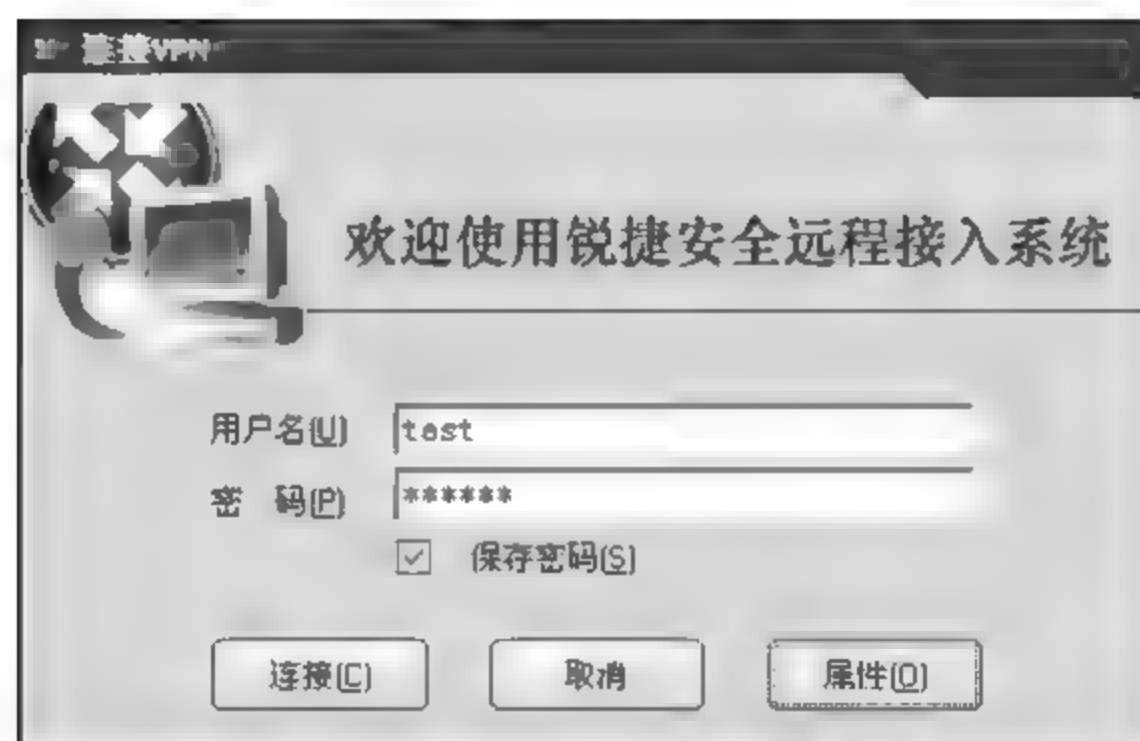 连接VPN
欢迎使用锐捷安全远程接入系统
用户名(U) test
密 码(P) ******
保存密码(S)
连接(C) 取消 属性(O)